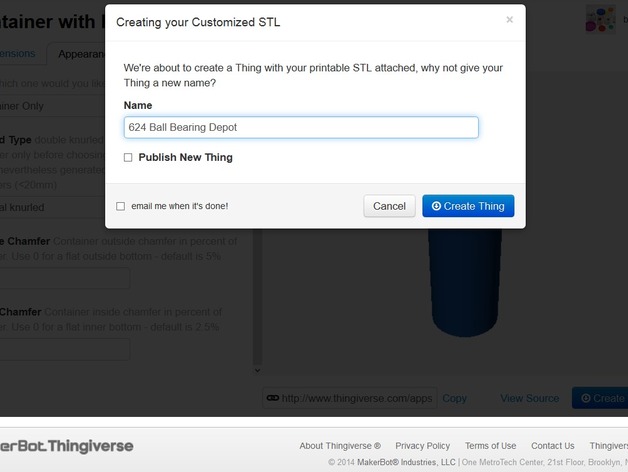 tainer with
Creating your Customized STL
×
ensions
Appearan
We're about to create a Thing with your printable STL attached, why not give your
Thing a new name?
hich one would you like
iner Only
Name
624 Ball Bearing Depot
d Type double knurled
er only before choosing
nevertheless generated
rs (<20mm)
Publish New Thing
al knurled
email me when it's done!
Cancel
Create Thing
e Chamfer Container outside chamfer in percent of
er. Use 0 for a flat outside bottom - default is 5%
Chamfer Container inside chamfer in percent of
er. Use 0 for a flat inner bottom - default is 2.5%
http://www.thingiverse.com/apps
Copy
View Source
Create
erBot.Thingiverse
About Thingiverse ®
Privacy Policy
Terms of Use
Contact Us
Thingivers
© 2014 MakerBot® Industries, LLC | One MetroTech Center, 21st Floor, Brooklyn, N